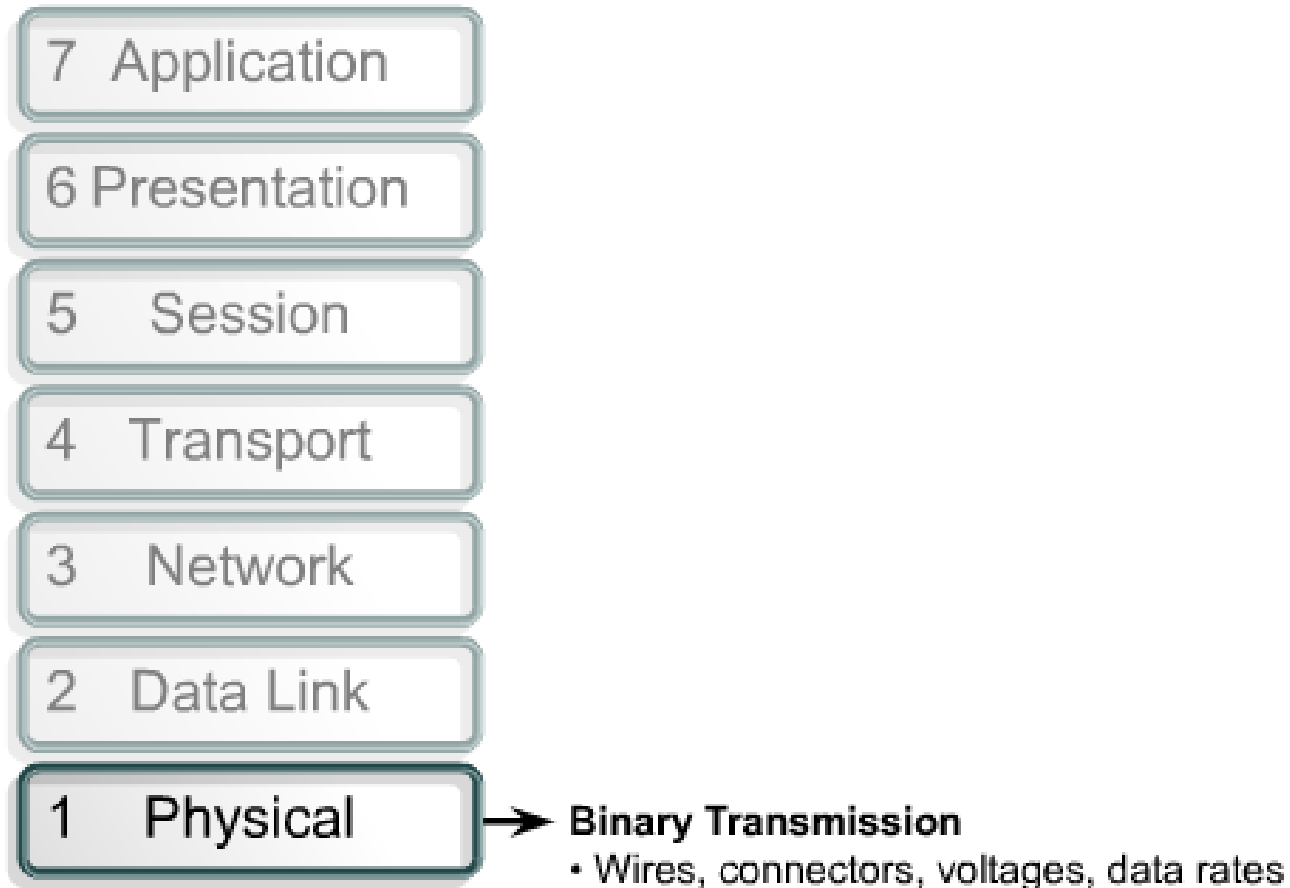 7 Application
6 Presentation
5 Session
4 Transport
3 Network
2 Data Link
1 Physical
Binary Transmission
• Wires, connectors, voltages, data rates